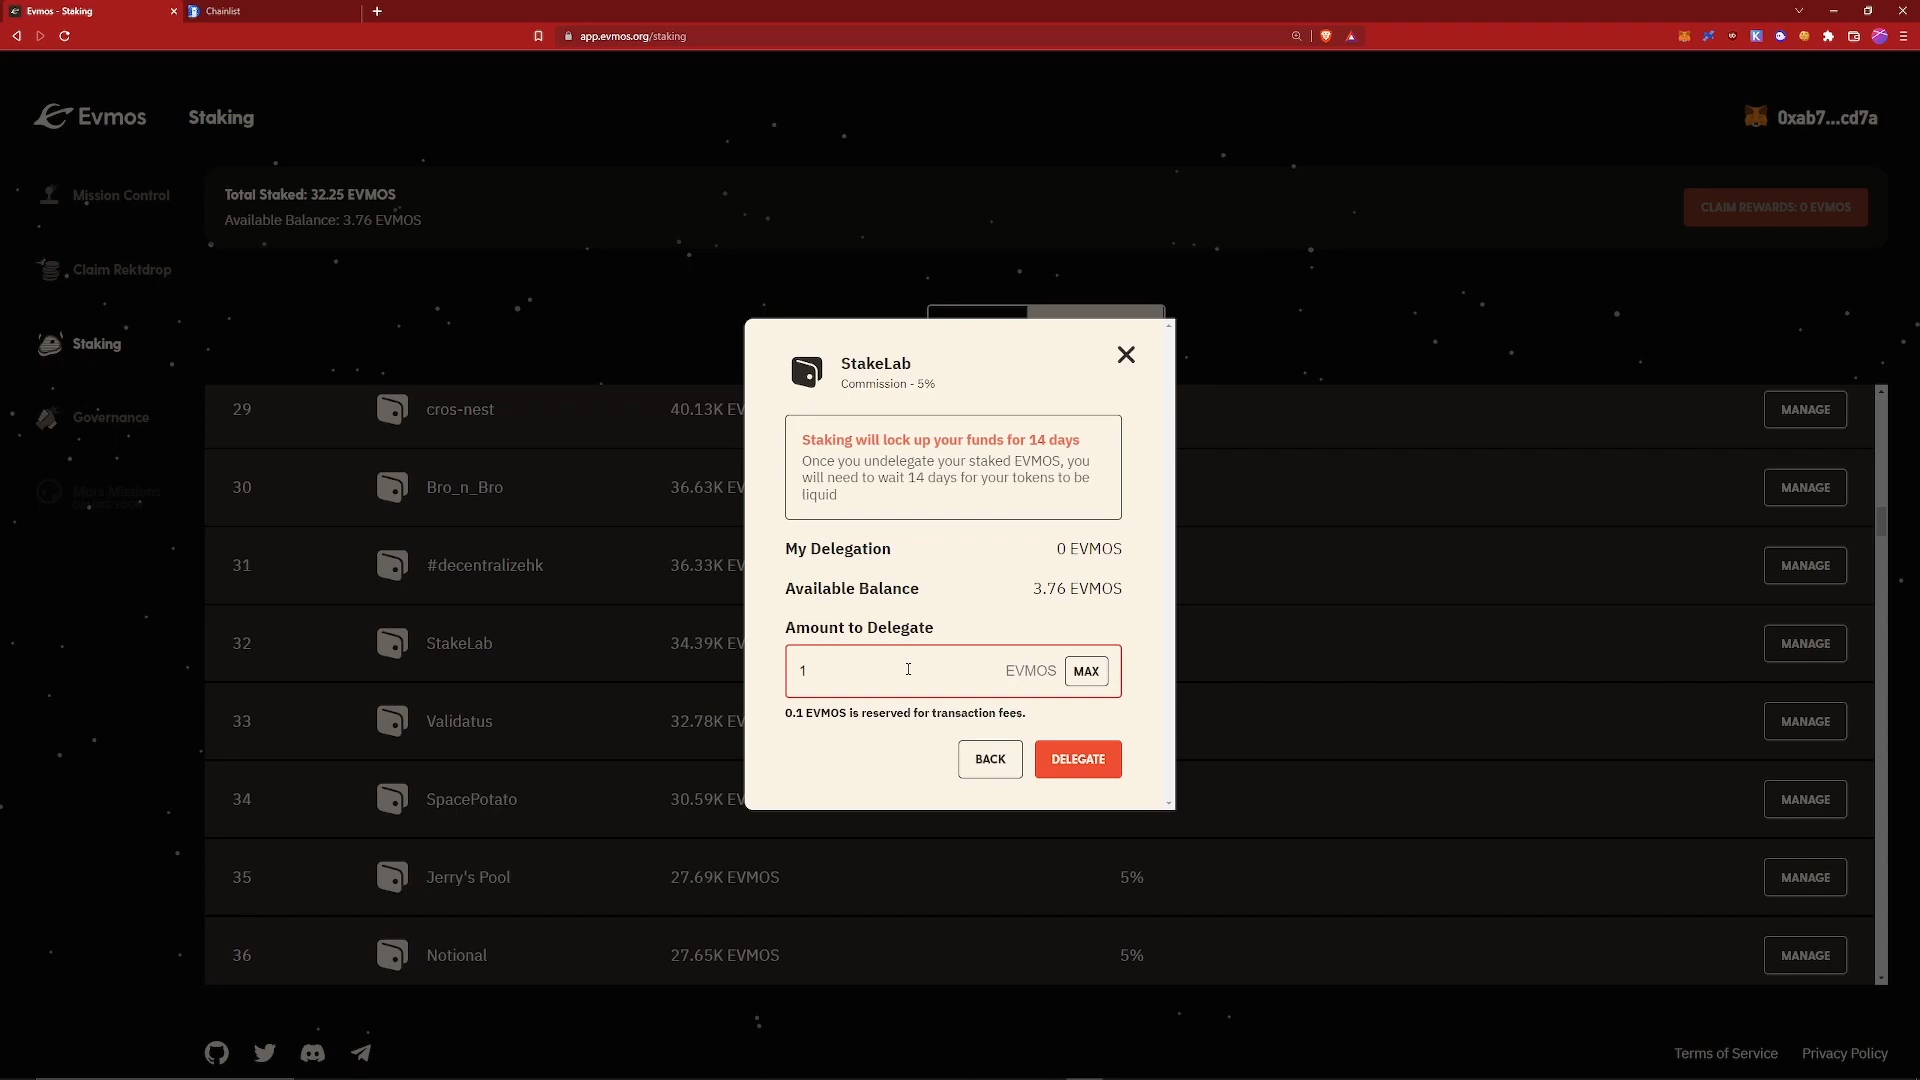 Evmos - Staking
Chainlist
app.evmos.org/staking
Evmos
Staking
0xab7...cd7a
Mission Control
Claim Rektdrop
Staking
Governance
Mars Missions
COMING SOON
Total Staked: 32.25 EVMOS
Available Balance: 3.76 EVMOS
CLAIM REWARDS: 0 EVMOS
29 cros-nest 40.13K EV MANAGE
30 Bro_n_Bro 36.63K EV MANAGE
31 #decentralizehk 36.33K EV MANAGE
32 StakeLab 34.39K EV MANAGE
33 Validatus 32.78K EV MANAGE
34 SpacePotato 30.59K EV MANAGE
35 Jerry's Pool 27.69K EVMOS 5% MANAGE
36 Notional 27.65K EVMOS 5% MANAGE
StakeLab
Commission - 5%
Staking will lock up your funds for 14 days
Once you undelegate your staked EVMOS, you
will need to wait 14 days for your tokens to be
liquid
My Delegation 0 EVMOS
Available Balance 3.76 EVMOS
Amount to Delegate
1 EVMOS MAX
0.1 EVMOS is reserved for transaction fees.
BACK DELEGATE
Terms of Service Privacy Policy